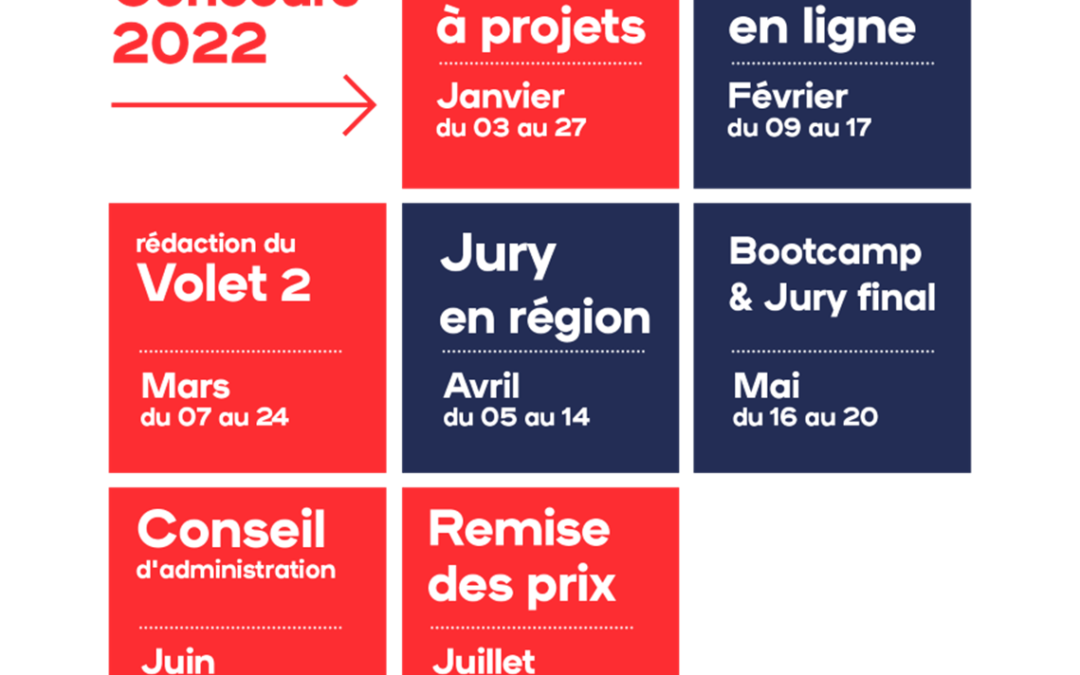 2022
à projets
Janvier
du 03 au 27
en ligne
Février
du 09 au 17
rédaction du
Volet 2
Mars
du 07 au 24
Jury
en région
Avril
du 05 au 14
Bootcamp
& Jury final
Mai
du 16 au 20
Conseil
d'administration
Juin
Remise
des prix
Juillet